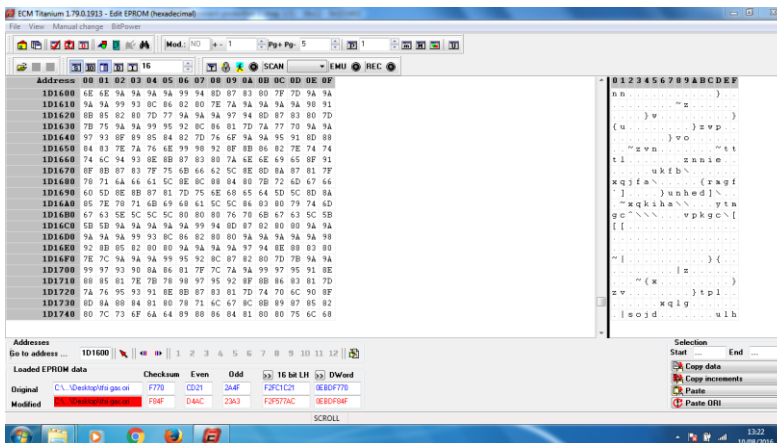 ECM Titanium 1.79.0.1913 - Edit EPROM (hexadecimal)
File View Manual change BitPower
Mod.: NO + - 1 Pg+ Pg- 5 1
16 SCAN EMU REC
Address 00 01 02 03 04 05 06 07 08 09 0A 0B 0C 0D 0E 0F 0 1 2 3 4 5 6 7 8 9 A B C D E F
1D1600 6E 6E 9A 9A 9A 9A 99 94 8D 87 83 80 7F 7D 9A 9A
1D1610 9A 9A 99 93 8C 86 82 80 7E 7A 9A 9A 9A 9A 98 91
1D1620 8B 85 82 80 7D 77 9A 9A 9A 97 94 8D 87 83 80 7D
1D1630 7B 75 9A 9A 99 95 92 8C 86 81 7D 7A 77 70 9A 9A
1D1640 97 93 8F 89 85 84 82 7D 76 6F 9A 9A 95 91 8D 88
1D1650 84 83 7E 7A 76 6E 99 98 92 8F 8B 86 82 7E 74 74
1D1660 74 6C 94 93 8E 8B 87 83 80 7A 6E 6E 69 65 8F 91
1D1670 8F 8B 87 83 7F 75 6B 66 62 5C 8E 8D 8A 87 81 7F
1D1680 78 71 6A 66 61 5C 8E 8C 88 84 80 7B 72 6D 67 66
1D1690 60 5D 8E 8B 87 81 7D 75 6E 68 65 64 5D 5C 8D 8A
1D16A0 85 7E 78 71 6B 69 68 61 5C 5C 86 83 80 79 74 6D
1D16B0 67 63 5E 5C 5C 5C 80 80 80 76 70 6B 67 63 5C 5B
1D16C0 5B 5B 9A 9A 9A 9A 9A 99 94 8D 87 82 80 80 9A 9A
1D16D0 9A 9A 9A 99 93 8C 86 82 80 80 9A 9A 9A 9A 9A 98
1D16E0 92 8B 85 82 80 80 9A 9A 9A 9A 97 94 8E 88 83 80
1D16F0 7E 7C 9A 9A 9A 99 95 92 8C 87 82 80 7D 7B 9A 9A
1D1700 99 97 93 90 8A 86 81 7F 7C 7A 9A 99 97 95 91 8E
1D1710 88 85 81 7E 7B 78 98 97 95 92 8F 8B 86 83 81 7D
1D1720 7A 76 95 93 91 8E 8B 87 83 81 7D 74 70 6C 90 8F
1D1730 8D 8A 88 84 81 80 78 71 6C 67 8C 8B 89 87 85 82
1D1740 80 7C 73 6F 6A 64 89 88 86 84 81 80 80 75 6C 68
Addresses
Go to address ... 1D1600 1 2 3 4 5 6 7 8 9 10 11 12
Loaded EPROM data
Checksum Even Odd >> 16 bit LH >> DWord
Original C:\...\Desktop\tfsi gas.ori F770 CD21 2A4F F2FC1C21 0EBDF770
Modified C:\...\Desktop\tfsi gas.ori F84F D4AC 23A3 F2F577AC 0EBDF84F
Selection
Start ... End ...
Copy data
Copy increments
Paste
Paste ORI
SCROLL
13:22
10/08/2016